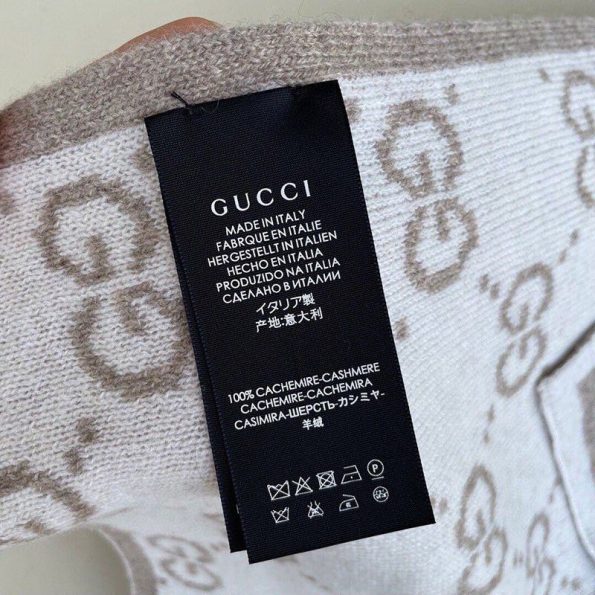 GUCCI
MADE IN ITALY
FABRQUE EN ITALIE
HERGESTELLT IN ITALIEN
HECHO EN ITALIA
PRODUZIDO NA ITALIA
СДЕЛАНО В ИТАЛИИ
イタリア製
产地:意大利
100% CACHEMIRE-CASHMERE
CACHEMIRE-CACHEMIRA
CASIMIRA-ШЕРСТЬ-カシミヤ-
羊绒
P